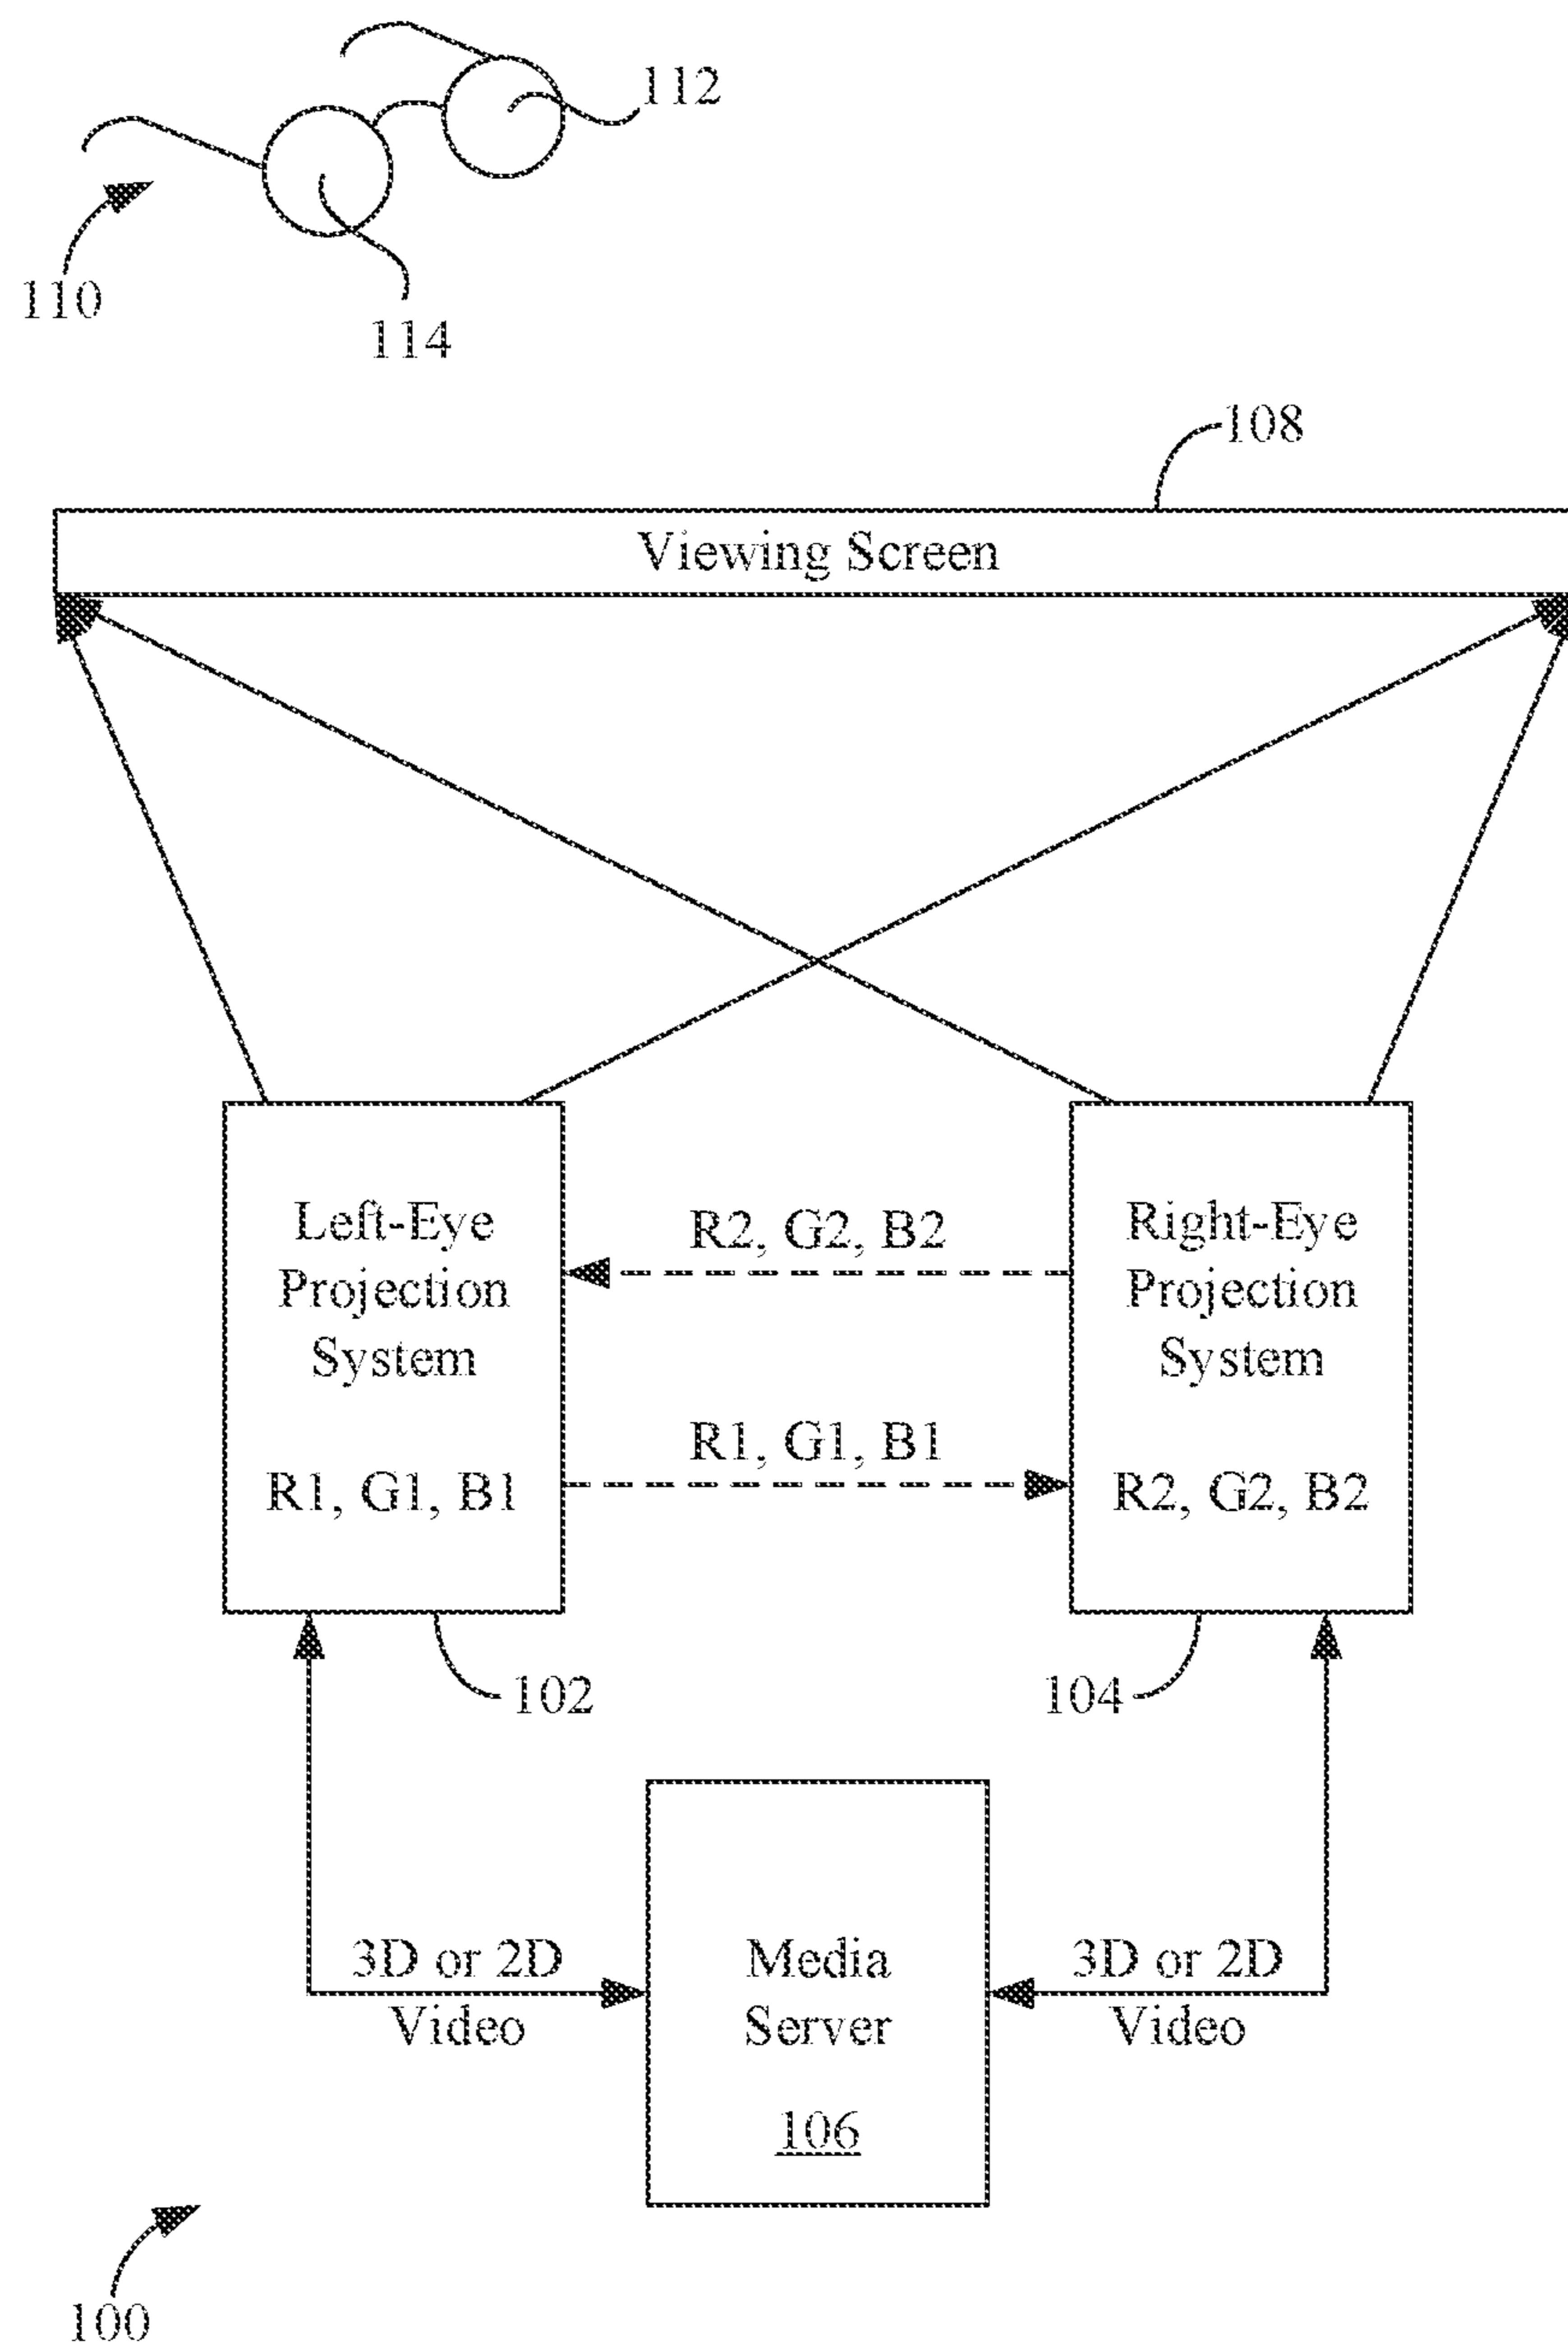 112
110
114
108
Viewing Screen
Left-Eye
Projection
System
R1, G1, B1
R2, G2, B2
R1, G1, B1
Right-Eye
Projection
System
R2, G2, B2
102
104
3D or 2D
Video
Media
Server
106
3D or 2D
Video
100